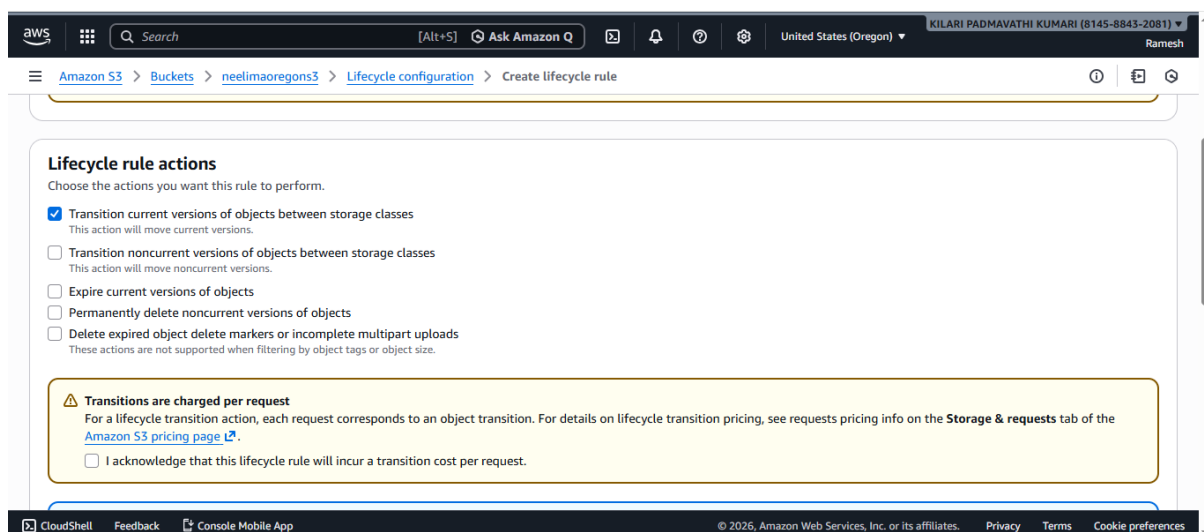 KILARI PADMAVATHI KUMARI (8145-8843-2081) ▼
aws
Search
[Alt+S]
Ask Amazon Q
United States (Oregon) ▼
Ramesh
Amazon S3 > Buckets > neelimaoregons3 > Lifecycle configuration > Create lifecycle rule
Lifecycle rule actions
Choose the actions you want this rule to perform.
Transition current versions of objects between storage classes
This action will move current versions.
Transition noncurrent versions of objects between storage classes
This action will move noncurrent versions.
Expire current versions of objects
Permanently delete noncurrent versions of objects
Delete expired object delete markers or incomplete multipart uploads
These actions are not supported when filtering by object tags or object size.
Transitions are charged per request
For a lifecycle transition action, each request corresponds to an object transition. For details on lifecycle transition pricing, see requests pricing info on the Storage & requests tab of the
Amazon S3 pricing page.
I acknowledge that this lifecycle rule will incur a transition cost per request.
CloudShell Feedback Console Mobile App © 2026, Amazon Web Services, Inc. or its affiliates. Privacy Terms Cookie preferences